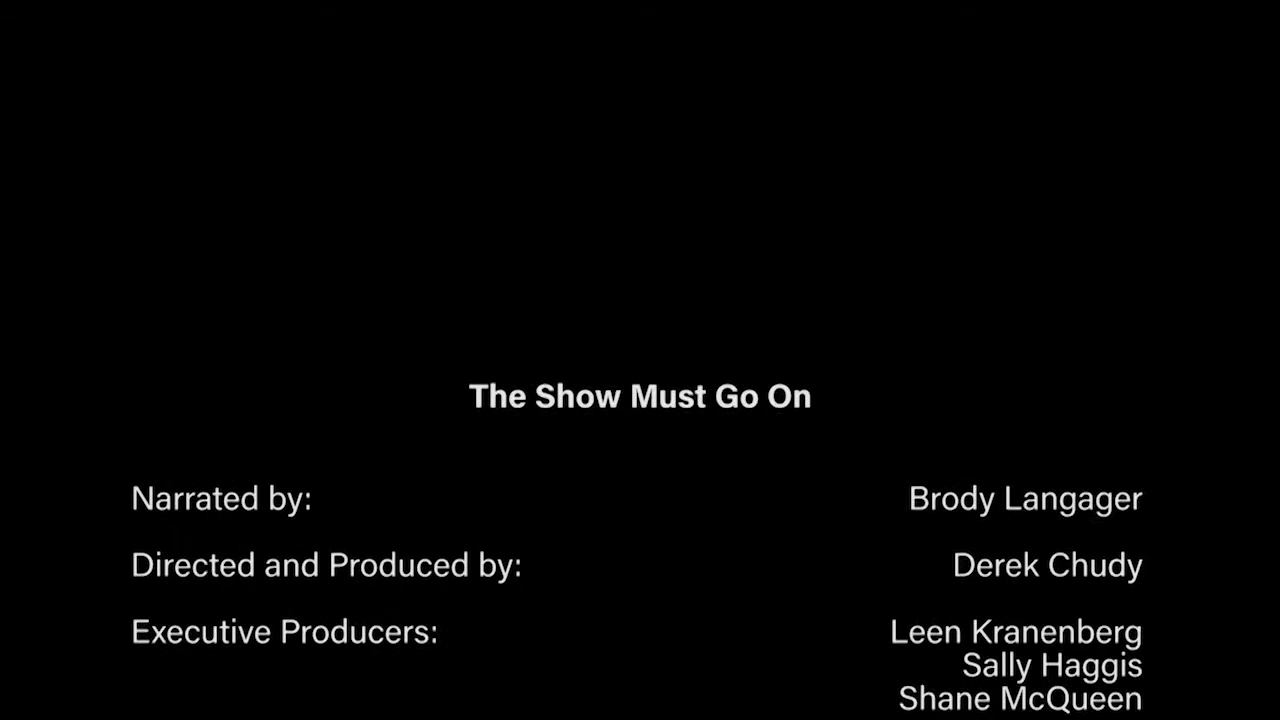 The Show Must Go On
Narrated by: Brody Langager
Directed and Produced by: Derek Chudy
Executive Producers: Leen Kranenberg
Sally Haggis
Shane McQueen